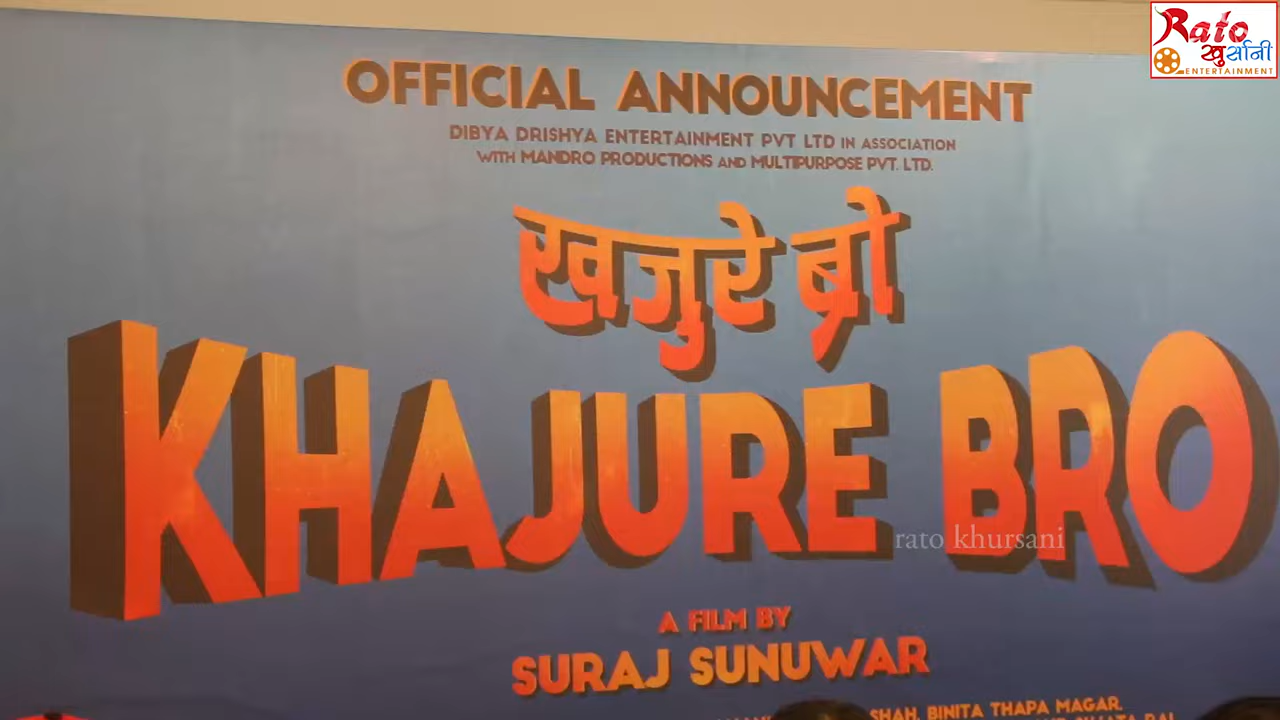 Rato
खुर्सानी
ENTERTAINMENT
OFFICIAL ANNOUNCEMENT
DIBYA DRISHYA ENTERTAINMENT PVT LTD IN ASSOCIATION
WITH MANDRO PRODUCTIONS AND MULTIPURPOSE PVT. LTD.
खजुरे ब्रो
KHAJURE BRO
rato khursani
A FILM BY
SURAJ SUNUWAR
SHAH, BINITA THAPA MAGAR,